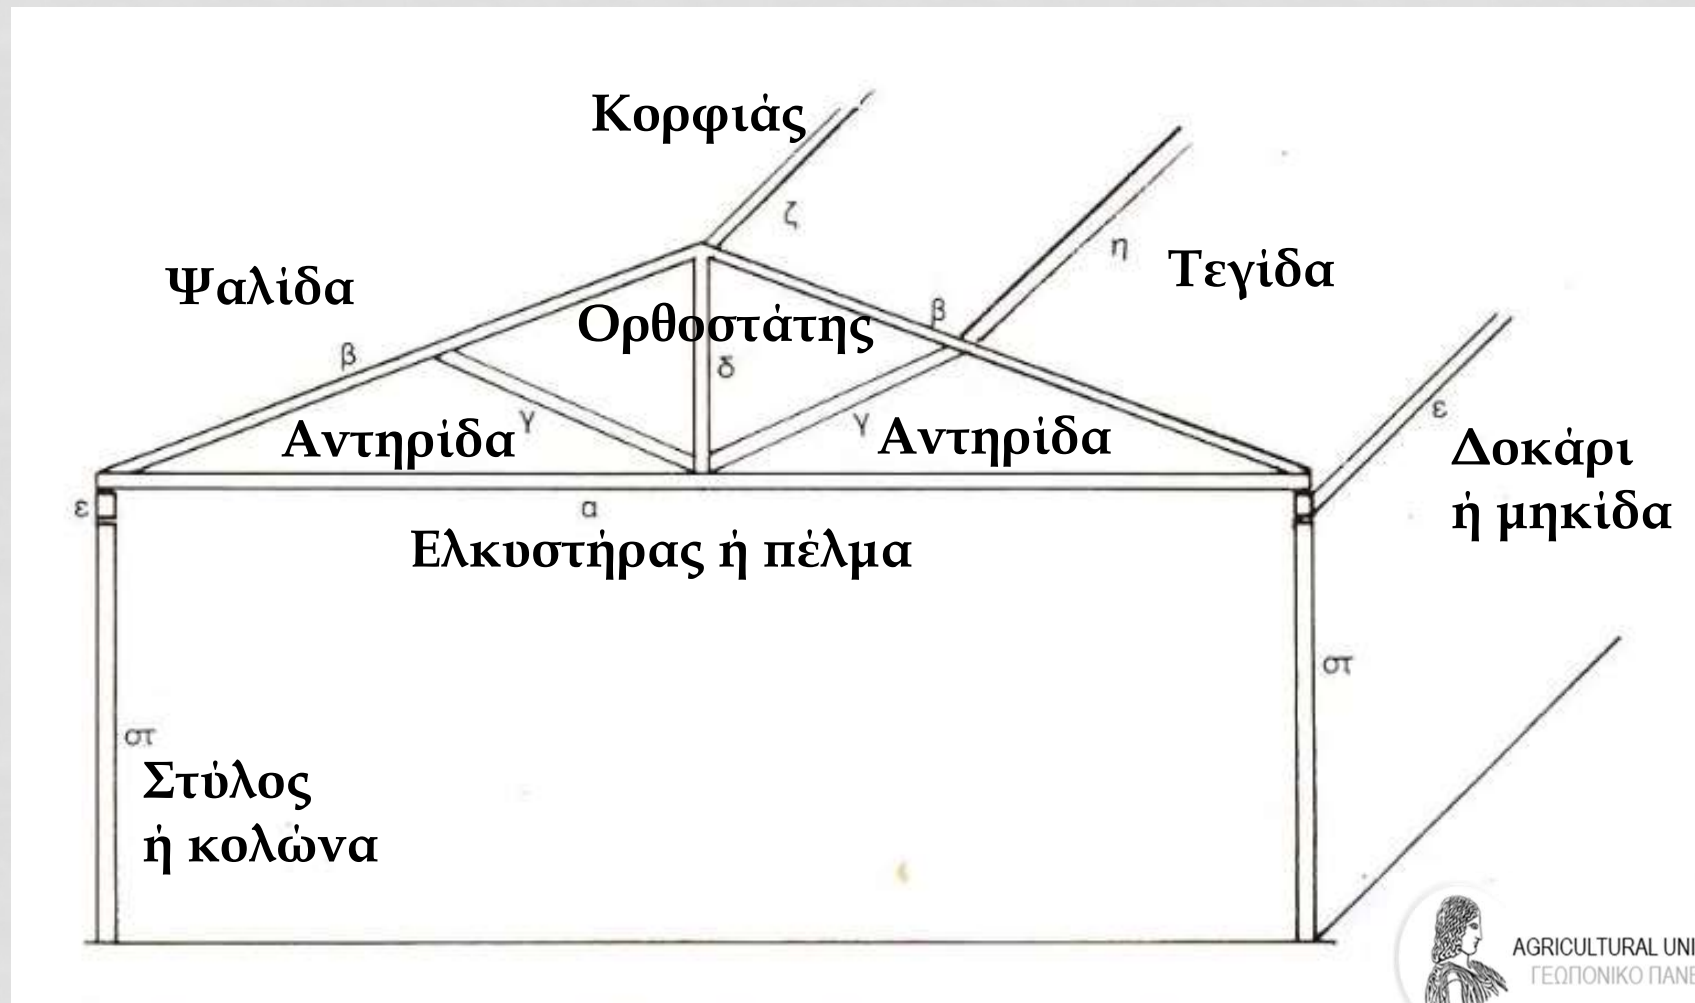 Κορφιάς
ζ
η
Τεγίδα
Ψαλίδα
β
Ορθοστάτης
β
δ
ε
γ
γ
Αντηρίδα
Αντηρίδα
Δοκάρι
ή μηκίδα
ε
α
Ελκυστήρας ή πέλμα
στ
στ
Στύλος
ή κολώνα
AGRICULTURAL UNI
ΓΕΩΠΟΝΙΚΟ ΠΑΝΕ